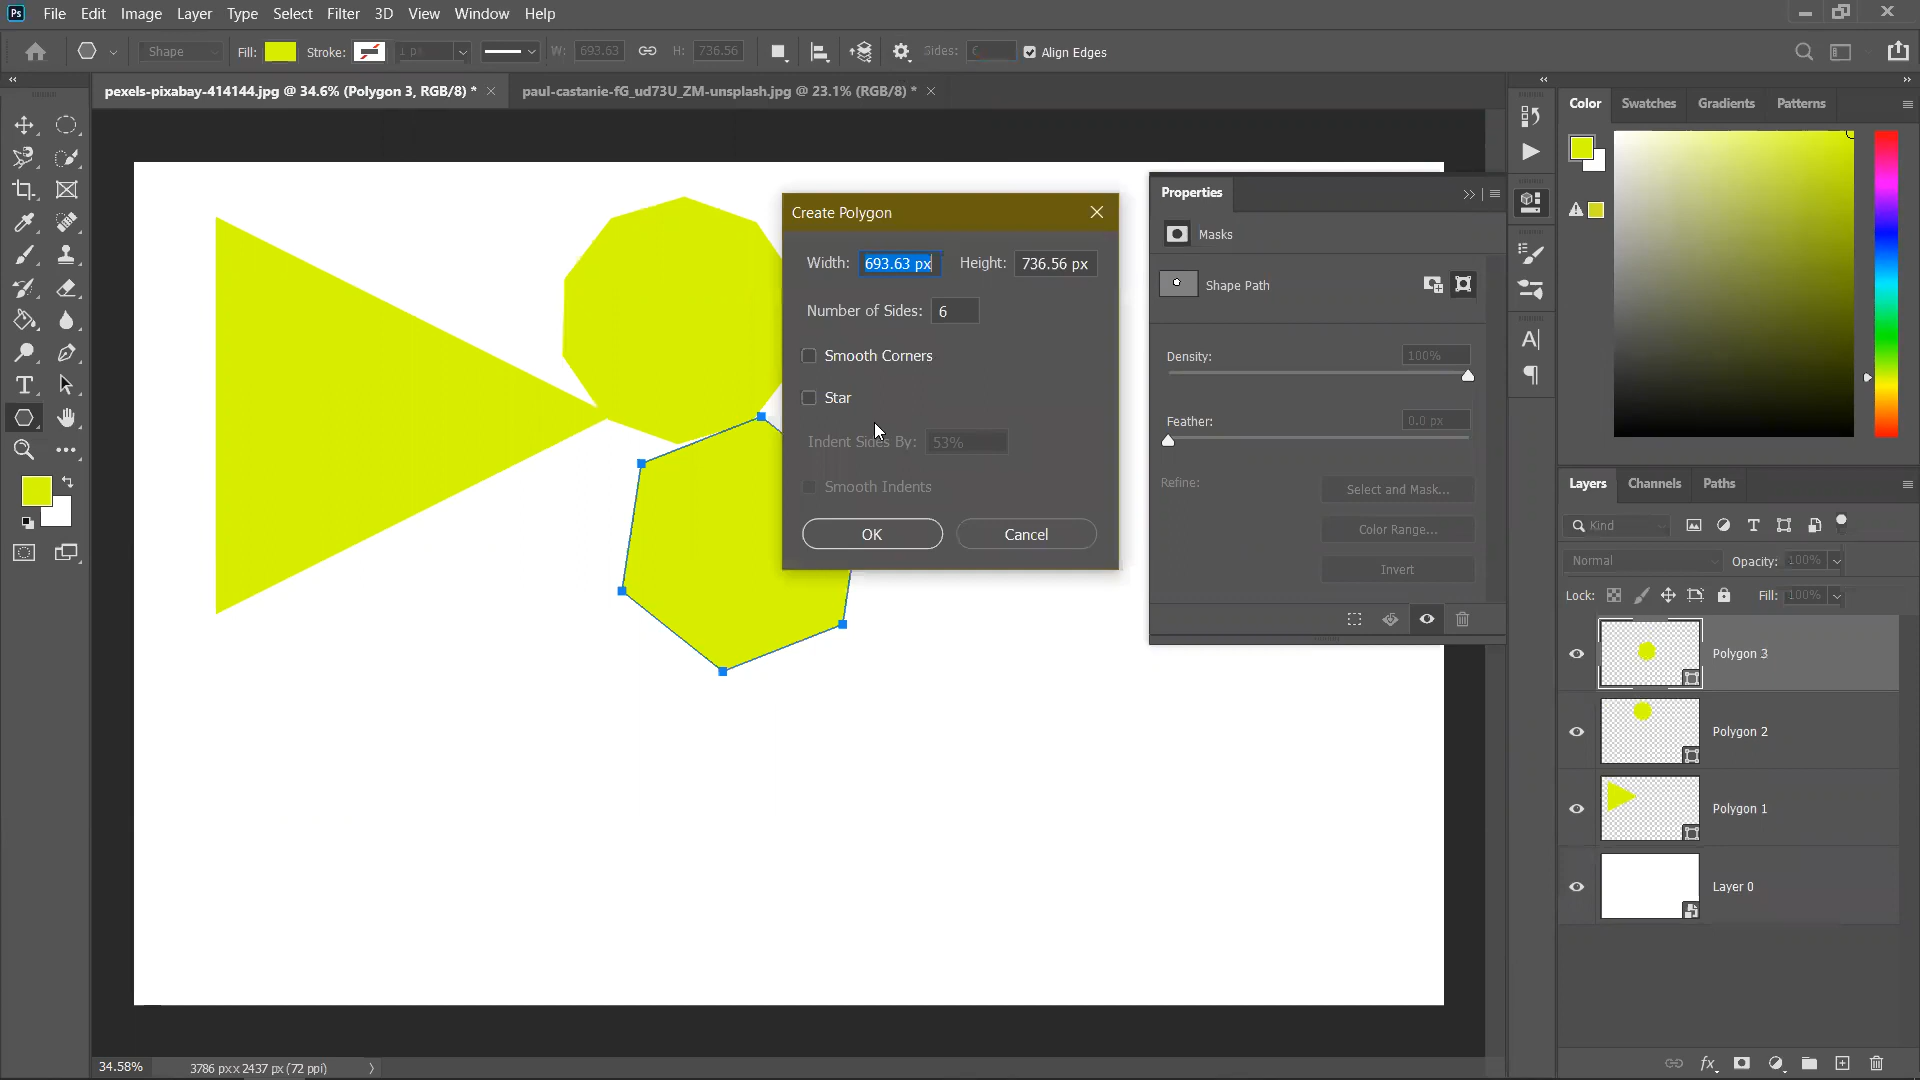 Ps File Edit Image Layer Type Select Filter 3D View Window Help
Shape Fill: Stroke: 1 px W: 693.63 H: 736.56 Sides: Align Edges
pexels-pixabay-414144.jpg @ 34.6% (Polygon 3, RGB/8) * paul-castanie-fG_ud73U_ZM-unsplash.jpg @ 23.1% (RGB/8) *
Color Swatches Gradients Patterns
Create Polygon
Width: 693.63 px Height: 736.56 px
Number of Sides: 6
Smooth Corners
Star
Indent Sides By: 53%
Smooth Indents
OK Cancel
Properties
Masks
Shape Path
Density: 100%
Feather: 0.0 px
Refine: Select and Mask...
Color Range...
Invert
Layers Channels Paths
Kind
Normal Opacity: 100%
Lock: Fill: 100%
Polygon 3
Polygon 2
Polygon 1
Layer 0
34.58% 3786 px x 2437 px (72 ppi)